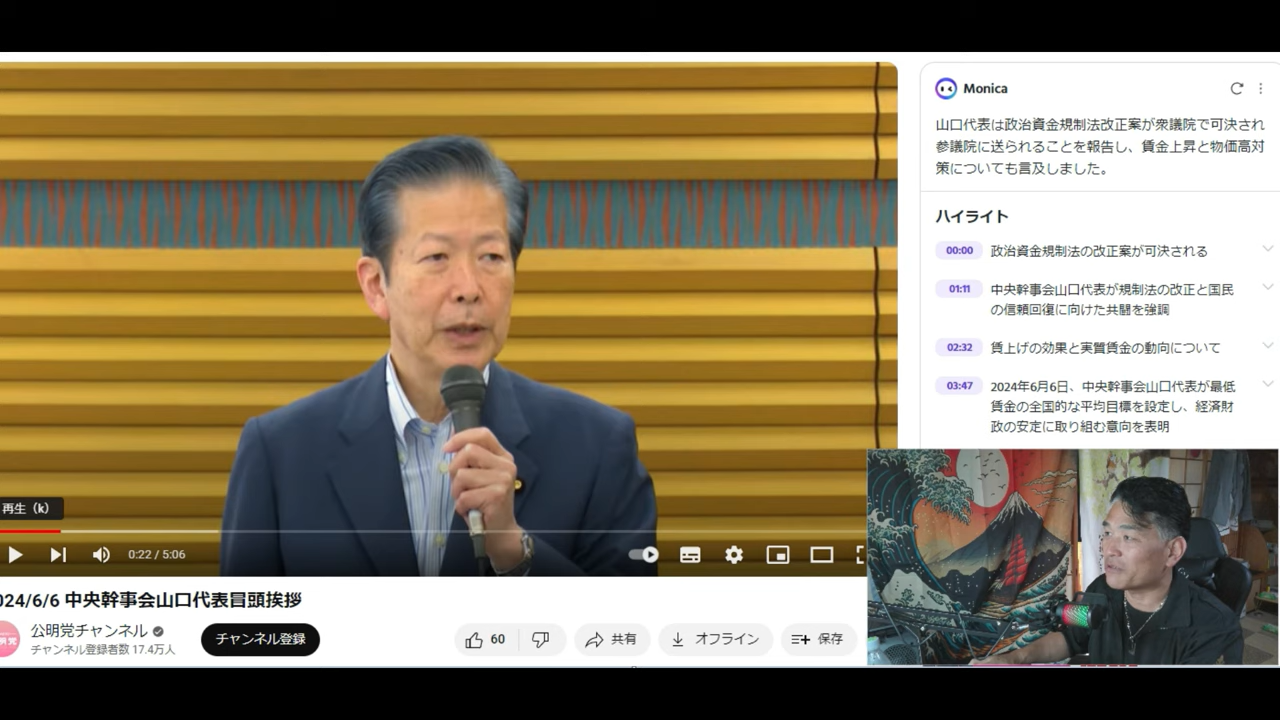 Monica
山口代表は政治資金規制法改正案が衆議院で可決され
参議院に送られることを報告し、賃金上昇と物価高対
策についても言及しました。
ハイライト
00:00 政治資金規制法の改正案が可決される
01:11 中央幹事会山口代表が規制法の改正と国民
の信頼回復に向けた共闘を強調
02:32 賃上げの効果と実質賃金の動向について
03:47 2024年6月6日、中央幹事会山口代表が最低
賃金の全国的な平均目標を設定し、経済財
政の安定に取り組む意向を表明
再生（k）
0:22 / 5:06
024/6/6 中央幹事会山口代表冒頭挨拶
公明党チャンネル
チャンネル登録者数 17.4万人
チャンネル登録
60
共有
オフライン
保存